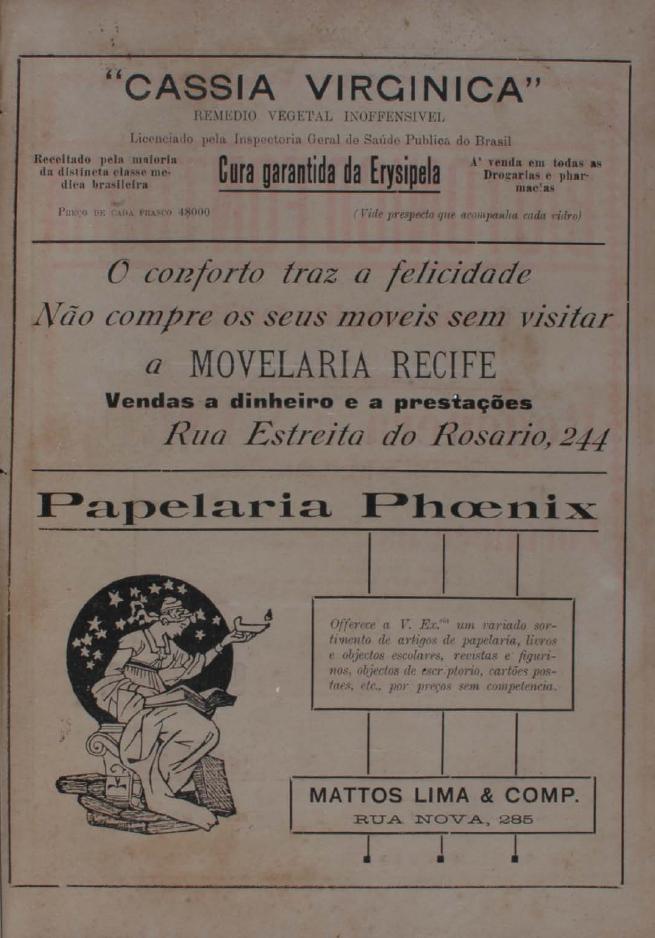 “CASSIA VIRGINICA”
REMEDIO VEGETAL INOFFENSIVEL
Licenciado pela Inspectoria Geral de Saúde Publica do Brasil
Receitado pela maioria
da distincta classe me-
dica brasileira
Cura garantida da Erysipela
A' venda em todas as
Drogarias e phar-
macias
PREÇO DE CADA FRASCO 4$000
(Vide prespecto que acompanha cada vidro)
O conforto traz a felicidade
Não compre os seus moveis sem visitar
a MOVELARIA RECIFE
Vendas a dinheiro e a prestações
Rua Estreita do Rosario, 244
Papelaria Phœnix
Offerece a V. Ex.cia um variado sor-
timento de artigos de papelaria, livros
e objectos escolares, revistas e figuri-
nos, objectos de escriptorio, cartões pos-
taes, etc., por preços sem competencia.
MATTOS LIMA & COMP.
RUA NOVA, 285